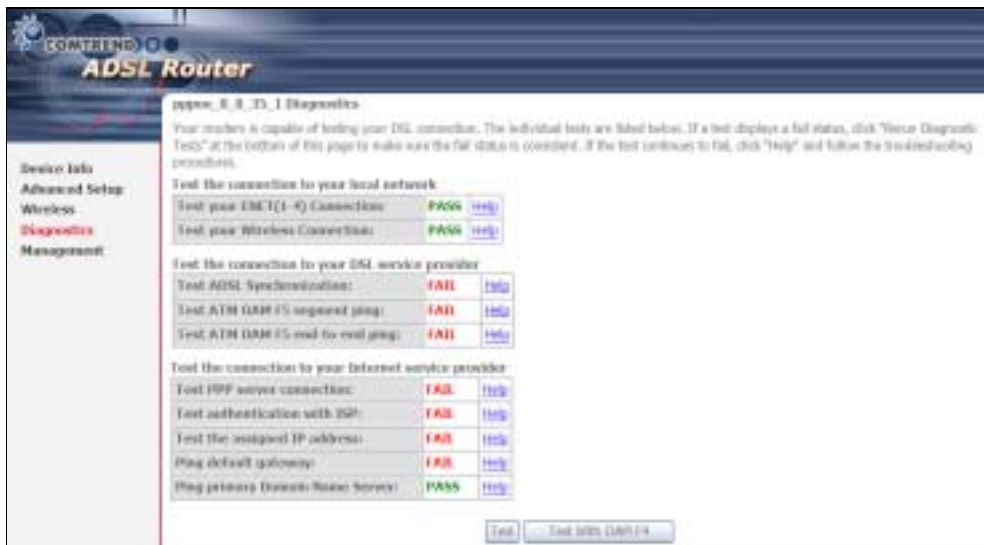 COMTREND
ADSL Router
Device Info
Advanced Setup
Wireless
Diagnostics
Management
pppoe_0_0_35_1 Diagnostics
Your modem is capable of testing your DSL connection. The individual tests are listed below. If a test displays a fail status, click "Rerun Diagnostic
Tests" at the bottom of this page to make sure the fail status is consistent. If the test continues to fail, click "Help" and follow the troubleshooting
procedures.
Test the connection to your local network
Test your ENET(1-4) Connection: PASS Help
Test your Wireless Connection: PASS Help
Test the connection to your DSL service provider
Test ADSL Synchronization: FAIL Help
Test ATM OAM F5 segment ping: FAIL Help
Test ATM OAM F5 end-to-end ping: FAIL Help
Test the connection to your Internet service provider
Test PPP server connection: FAIL Help
Test authentication with ISP: FAIL Help
Test the assigned IP address: FAIL Help
Ping default gateway: FAIL Help
Ping primary Domain Name Server: PASS Help
Test
Test With OAM F4